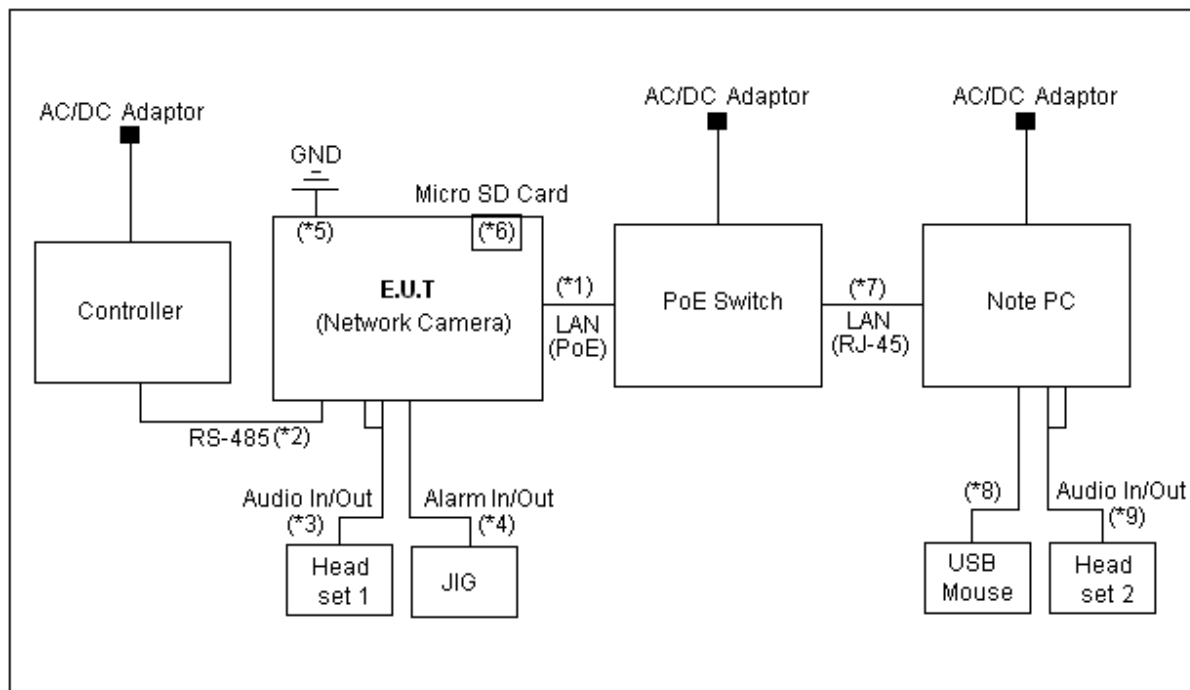 AC/DC Adaptor
AC/DC Adaptor
AC/DC Adaptor
GND
Micro SD Card
(*5)
(*6)
Controller
E.U.T
(Network Camera)
(*1)
LAN
(PoE)
PoE Switch
(*7)
LAN
(RJ-45)
Note PC
RS-485(*2)
Audio In/Out
(*3)
Alarm In/Out
(*4)
Head
set 1
JIG
(*8)
Audio In/Out
(*9)
USB
Mouse
Head
set 2